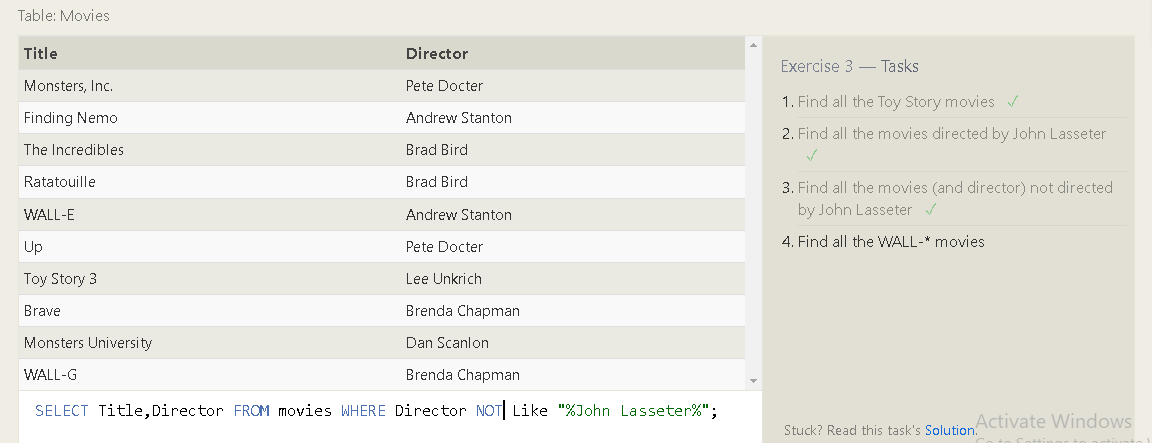 Table: Movies
Title Director
Monsters, Inc. Pete Docter
Finding Nemo Andrew Stanton
The Incredibles Brad Bird
Ratatouille Brad Bird
WALL-E Andrew Stanton
Up Pete Docter
Toy Story 3 Lee Unkrich
Brave Brenda Chapman
Monsters University Dan Scanlon
WALL-G Brenda Chapman
SELECT Title,Director FROM movies WHERE Director NOT Like "%John Lasseter%";
Exercise 3 — Tasks
1. Find all the Toy Story movies ✓
2. Find all the movies directed by John Lasseter
✓
3. Find all the movies (and director) not directed
by John Lasseter ✓
4. Find all the WALL-* movies
Stuck? Read this task's Solution.
Activate Windows
Go to Settings to activate